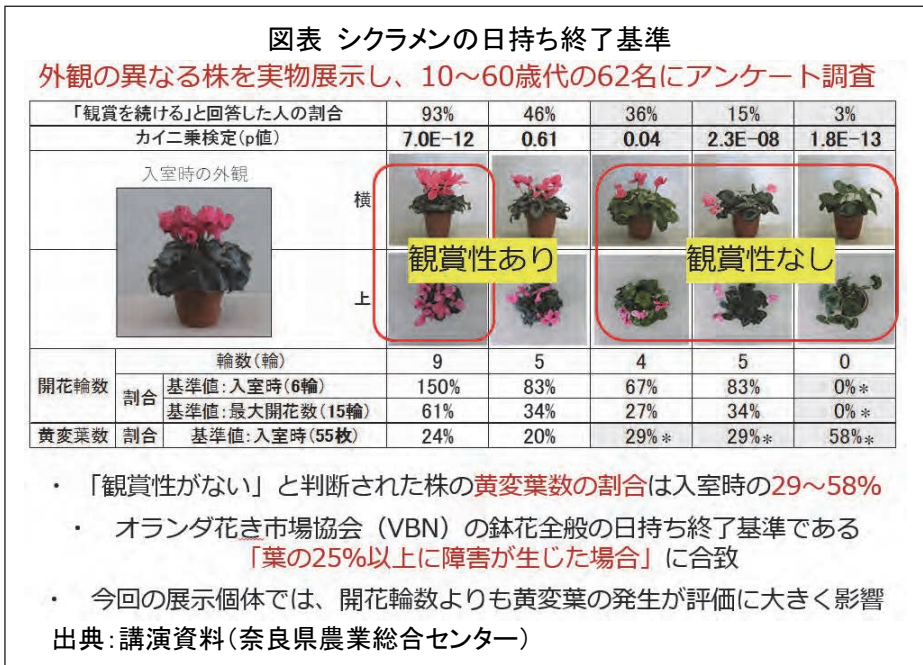 図表 シクラメンの日持ち終了基準
外観の異なる株を実物展示し、10～60歳代の62名にアンケート調査
「観賞を続ける」と回答した人の割合 93% 46% 36% 15% 3%
カイ二乗検定(p値) 7.0E-12 0.61 0.04 2.3E-08 1.8E-13
入室時の外観
横
観賞性あり 観賞性なし
上
輪数(輪) 9 5 4 5 0
開花輪数 割合 基準値:入室時(6輪) 150% 83% 67% 83% 0%*
基準値:最大開花数(15輪) 61% 34% 27% 34% 0%*
黄変葉数 割合 基準値:入室時(55枚) 24% 20% 29%* 29%* 58%*
・ 「観賞性がない」と判断された株の黄変葉数の割合は入室時の29～58%
・ オランダ花き市場協会（VBN）の鉢花全般の日持ち終了基準である
「葉の25%以上に障害が生じた場合」に合致
・ 今回の展示個体では、開花輪数よりも黄変葉の発生が評価に大きく影響
出典：講演資料（奈良県農業総合センター）